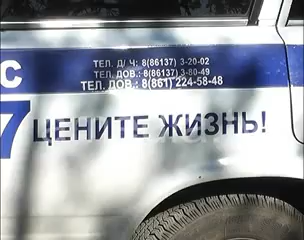 ТЕЛ. Д/ Ч: 8(86137) 3-20-02
ТЕЛ. ДОВ.: 8(86137) 3-80-49
ТЕЛ. ДОВ.: 8(861) 224-58-48
С
7
ЦЕНИТЕ ЖИЗНЬ!